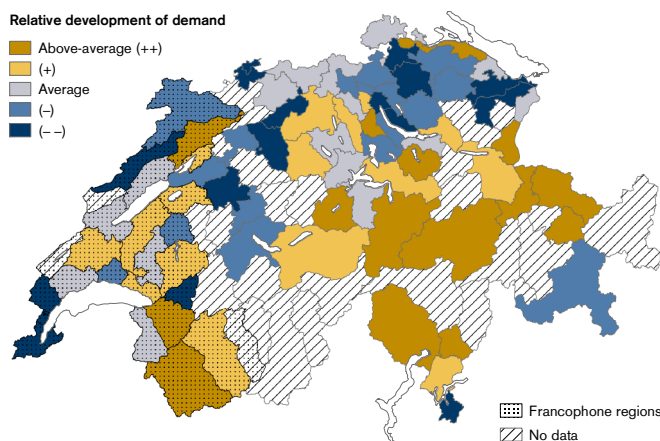 Relative development of demand
Above-average (++)
(+)
Average
(–)
(– –)
Francophone regions
No data